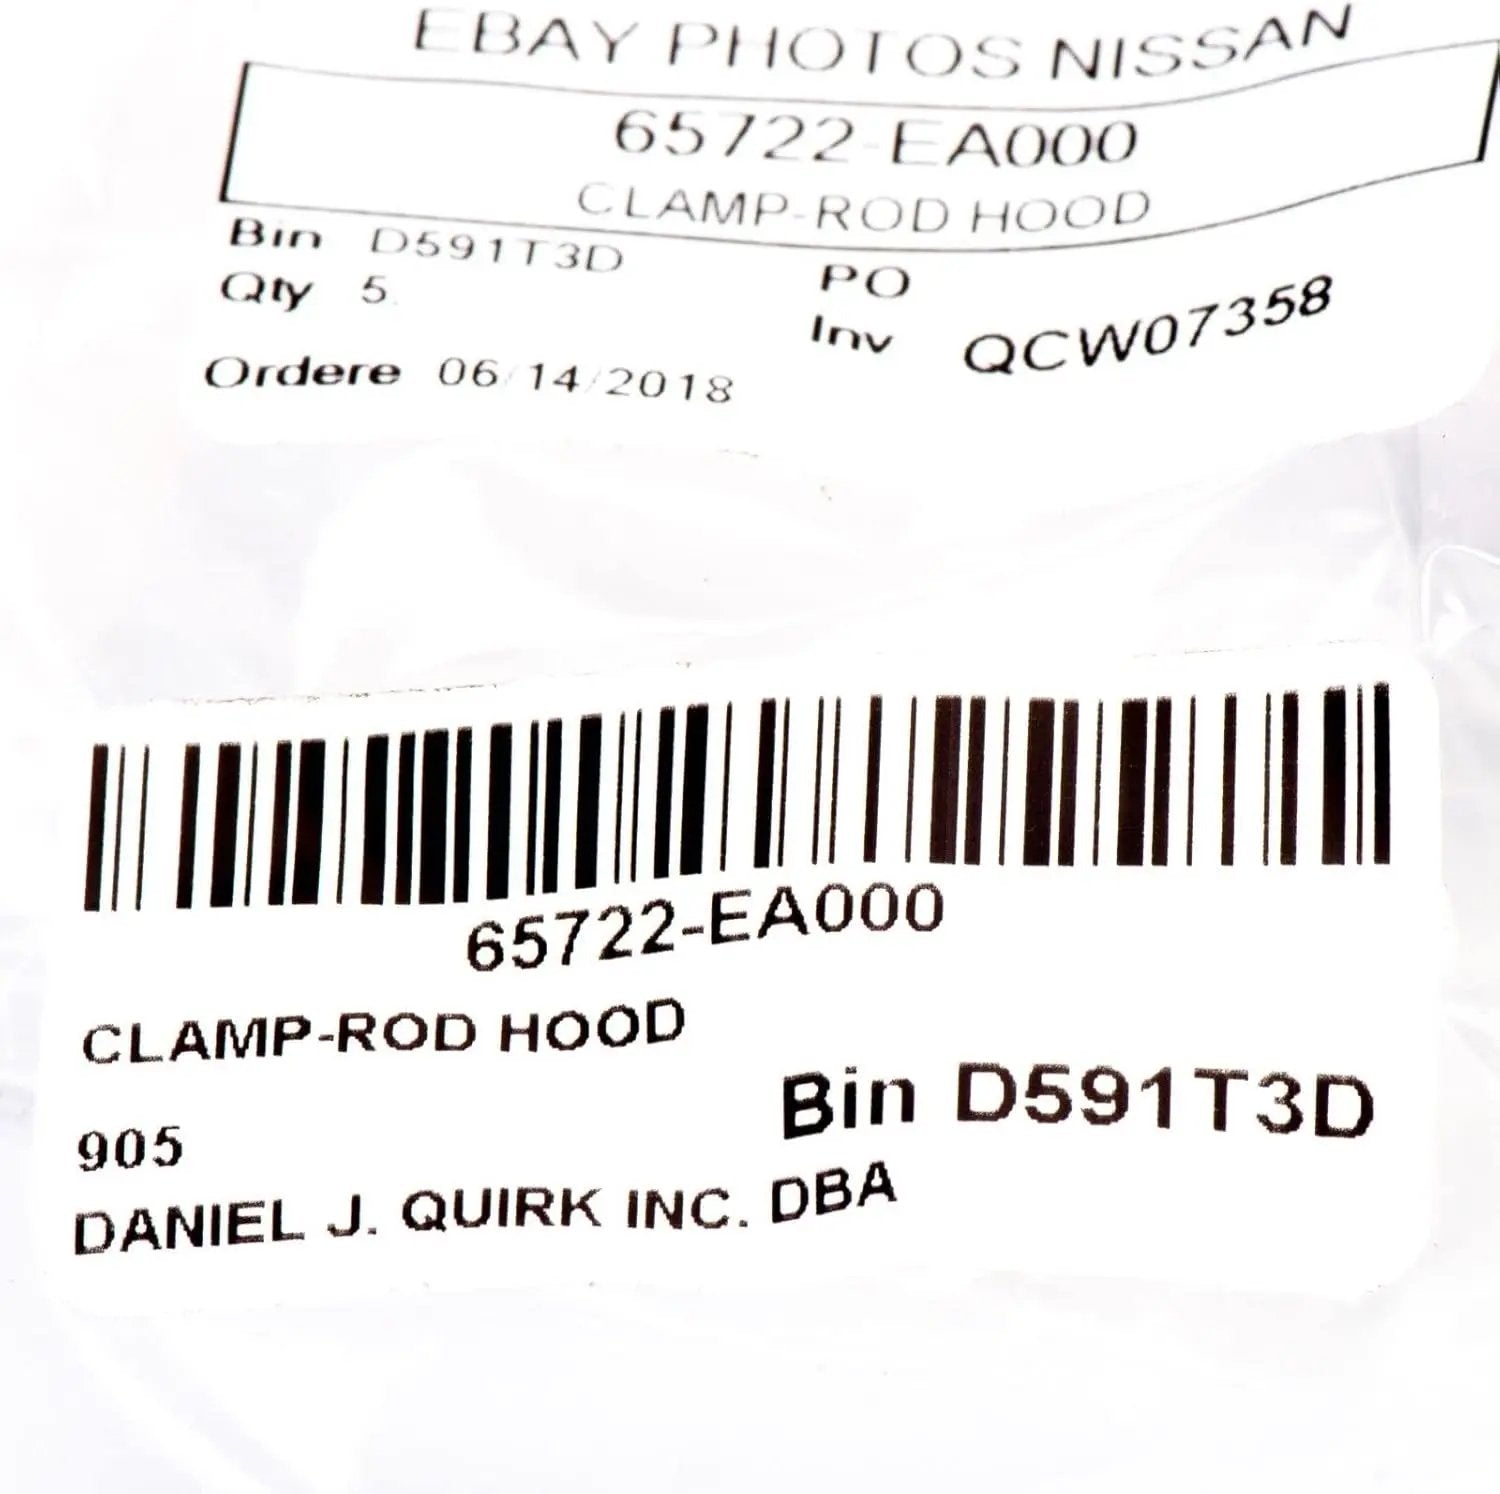 EBAY PHOTOS NISSAN
65722-EA000
CLAMP-ROD HOOD
Bin D591T3D
PO
Qty 5
Inv QCW07358
Ordere 06/14/2018
65722-EA000
CLAMP-ROD HOOD
Bin D591T3D
905
DANIEL J. QUIRK INC. DBA